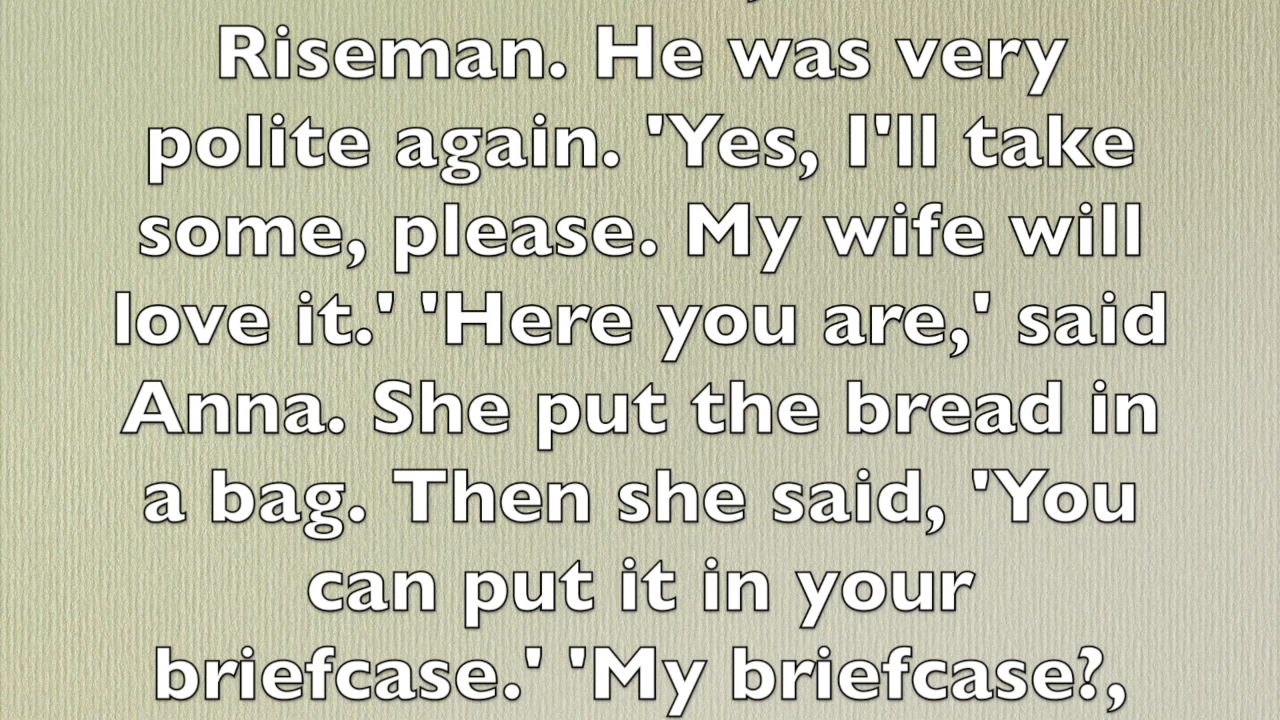 Riseman. He was very
polite again. 'Yes, I'll take
some, please. My wife will
love it.' 'Here you are,' said
Anna. She put the bread in
a bag. Then she said, 'You
can put it in your
briefcase.' 'My briefcase?,